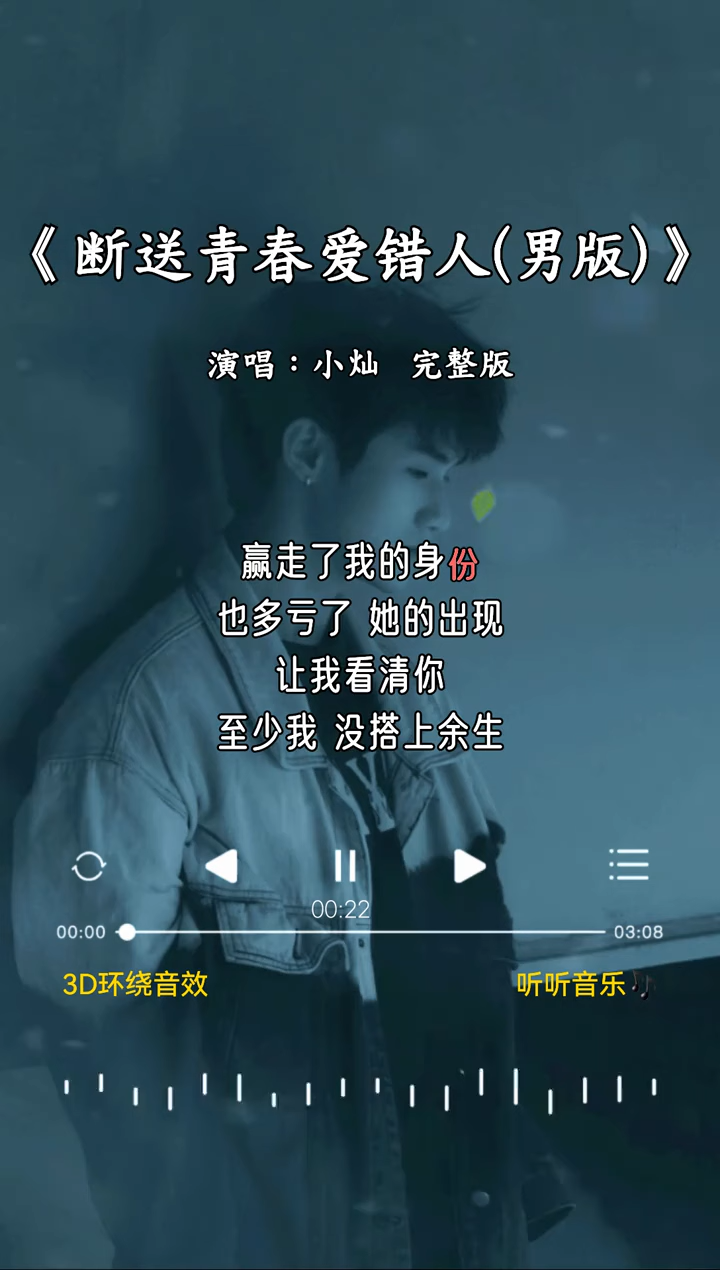 《断送青春爱错人(男版)》
演唱：小灿 完整版
赢走了我的身份
也多亏了 她的出现
让我看清你
至少我 没搭上余生
00:22
00:00 03:08
3D环绕音效 听听音乐🎶